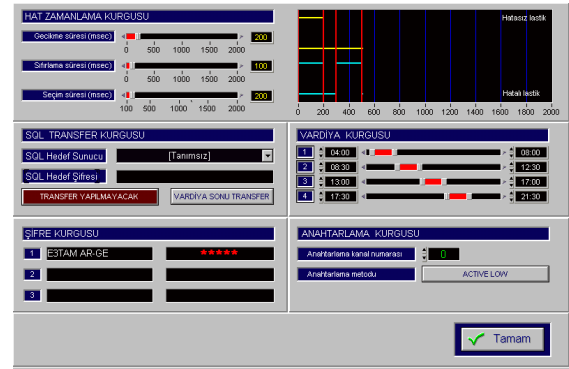 HAT ZAMANLAMA KURGUSU
Gecikme süresi (msec) 200
0 500 1000 1500 2000
Sıfırlama süresi (msec) 100
0 500 1000 1500 2000
Seçim süresi (msec) 200
100 500 1000 1500 2000
Hatasız lastik
Hatalı lastik
0 200 400 600 800 1000 1200 1400 1600 1800 2000
SQL TRANSFER KURGUSU
SQL Hedef Sunucu [Tanımsız]
SQL Hedef Şifresi
TRANSFER YAPILMAYACAK VARDİYA SONU TRANSFER
VARDİYA KURGUSU
1 04:00 08:00
2 08:30 12:30
3 13:00 17:00
4 17:30 21:30
ŞİFRE KURGUSU
1 E3TAM AR-GE *****
2
3
ANAHTARLAMA KURGUSU
Anahtarlama kanal numarası 0
Anahtarlama metodu ACTIVE LOW
Tamam